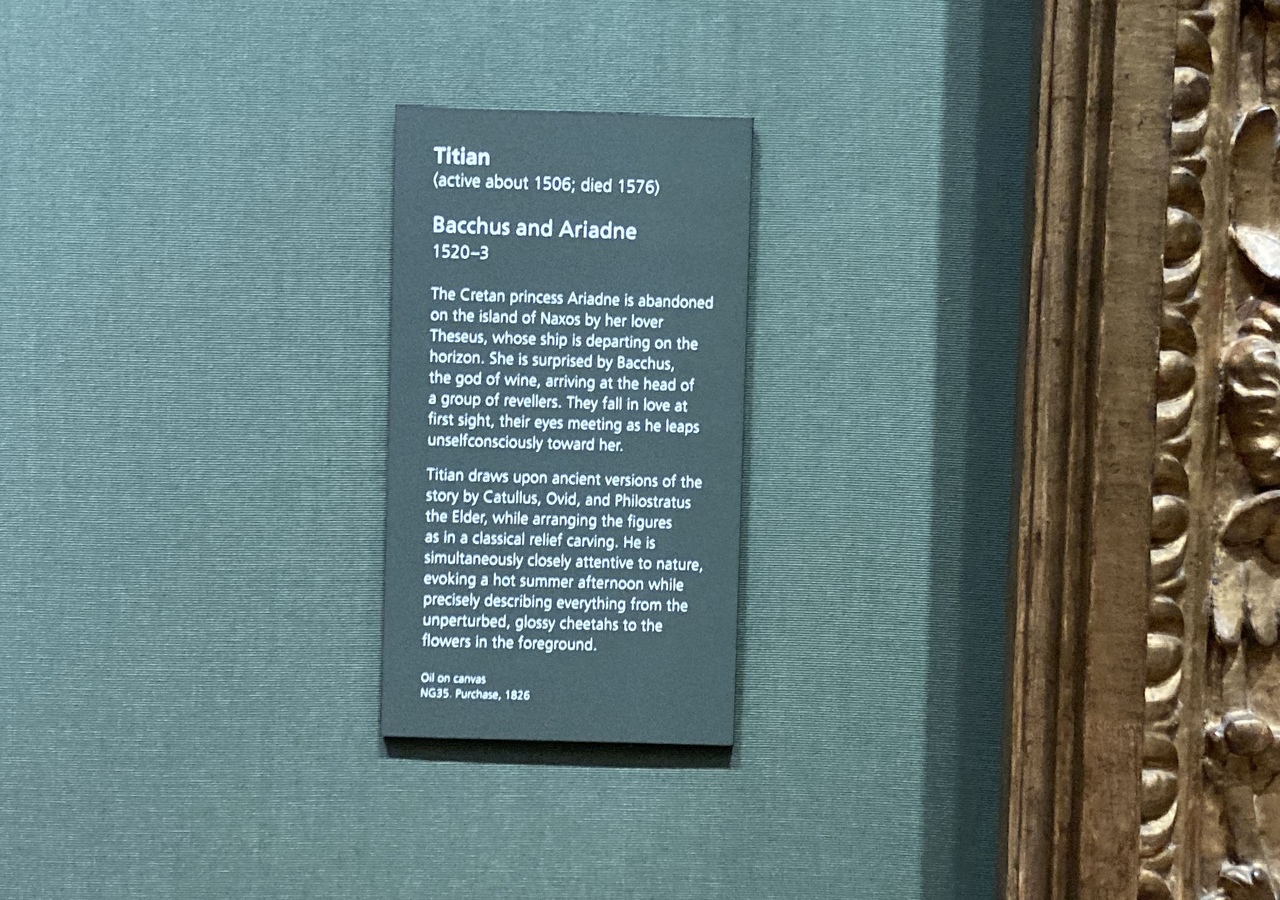 Titian
(active about 1506; died 1576)
Bacchus and Ariadne
1520–3
The Cretan princess Ariadne is abandoned
on the island of Naxos by her lover
Theseus, whose ship is departing on the
horizon. She is surprised by Bacchus,
the god of wine, arriving at the head of
a group of revellers. They fall in love at
first sight, their eyes meeting as he leaps
unselfconsciously toward her.
Titian draws upon ancient versions of the
story by Catullus, Ovid, and Philostratus
the Elder, while arranging the figures
as in a classical relief carving. He is
simultaneously closely attentive to nature,
evoking a hot summer afternoon while
precisely describing everything from the
unperturbed, glossy cheetahs to the
flowers in the foreground.
Oil on canvas
NG35. Purchase, 1826